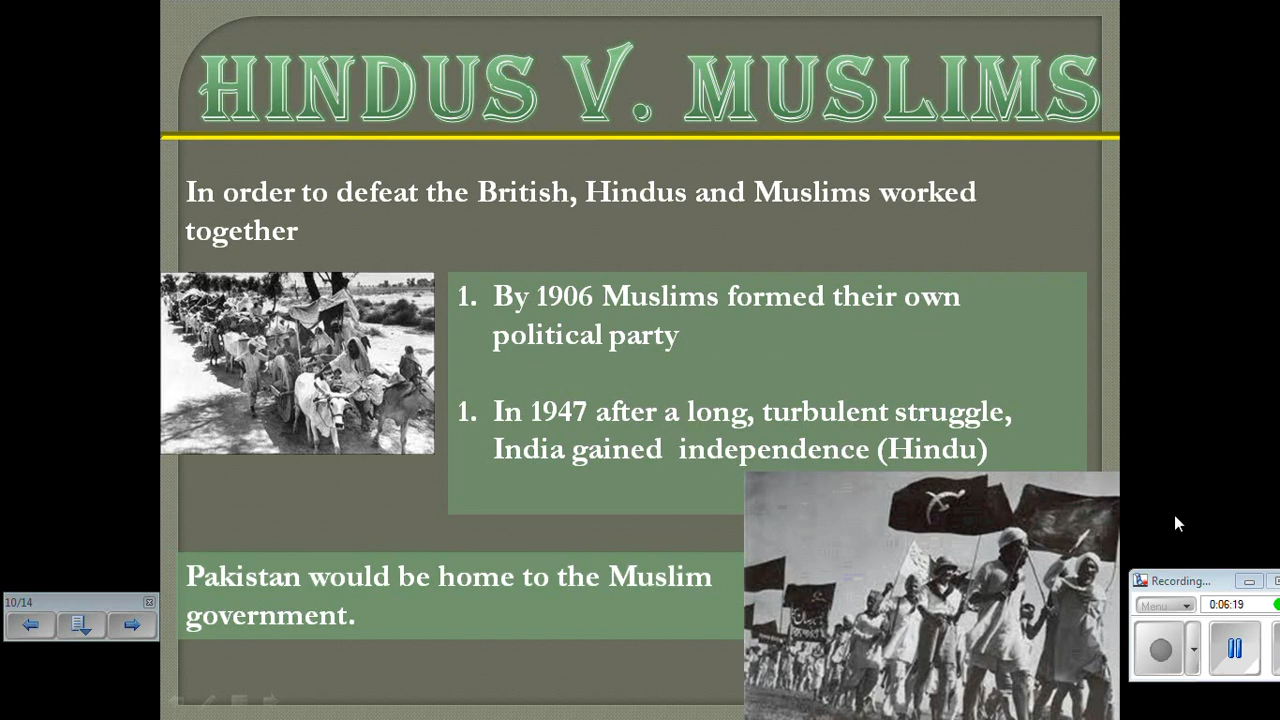 HINDUS V. MUSLIMS
In order to defeat the British, Hindus and Muslims worked
together
1. By 1906 Muslims formed their own
political party
1. In 1947 after a long, turbulent struggle,
India gained  independence (Hindu)
Pakistan would be home to the Muslim
government.
10/14
Recording...
Menu
0:06:19